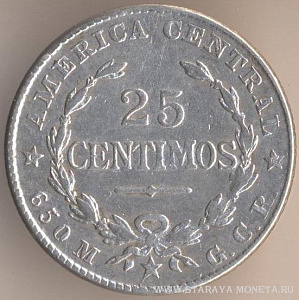 AMERICA CENTRAL
25
CENTIMOS
650 M G.C.R.
WWW.STARAYA-MONETA.RU